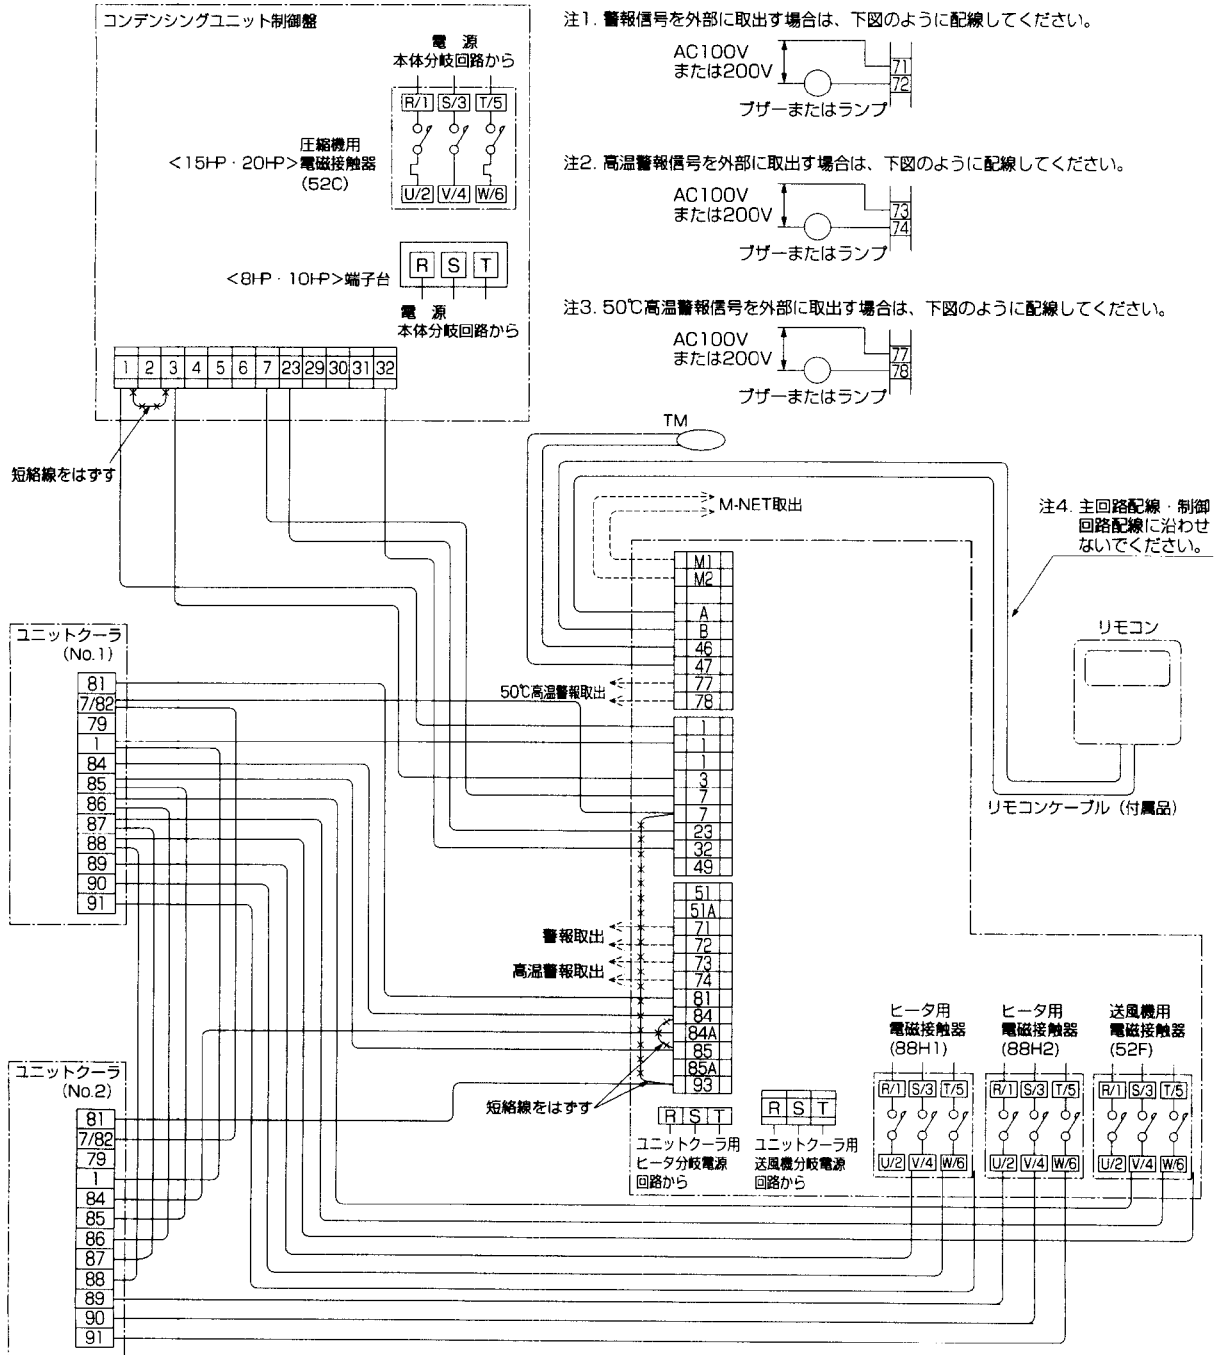 コンデンシングユニット制御盤
電 源
本体分岐回路から
R/1 S/3 T/5
圧縮機用
<15HP・20HP>電磁接触器
(52C)
U/2 V/4 W/6
<8HP・10HP>端子台
R S T
電 源
本体分岐回路から
1 2 3 4 5 6 7 23 29 30 31 32
短絡線をはずす
注1. 警報信号を外部に取出す場合は、下図のように配線してください。
AC100V
または200V
71
72
ブザーまたはランプ
注2. 高温警報信号を外部に取出す場合は、下図のように配線してください。
AC100V
または200V
73
74
ブザーまたはランプ
注3. 50℃高温警報信号を外部に取出す場合は、下図のように配線してください。
AC100V
または200V
77
78
ブザーまたはランプ
TM
M-NET取出
注4. 主回路配線・制御
回路配線に沿わせ
ないでください。
リモコン
リモコンケーブル（付属品）
M1
M2
A
B
46
47
77
78
50℃高温警報取出
1
1
1
3
7
7
23
32
49
51
51A
71
72
73
74
81
84
84A
85
85A
93
警報取出
高温警報取出
短絡線をはずす
ユニットクーラ
(No.1)
81
7/82
79
1
84
85
86
87
88
89
90
91
ユニットクーラ
(No.2)
81
7/82
79
1
84
85
86
87
88
89
90
91
R S T
ユニットクーラ用
ヒータ分岐電源
回路から
R S T
ユニットクーラ用
送風機分岐電源
回路から
ヒータ用
電磁接触器
(88H1)
R/1 S/3 T/5
U/2 V/4 W/6
ヒータ用
電磁接触器
(88H2)
R/1 S/3 T/5
U/2 V/4 W/6
送風機用
電磁接触器
(52F)
R/1 S/3 T/5
U/2 V/4 W/6